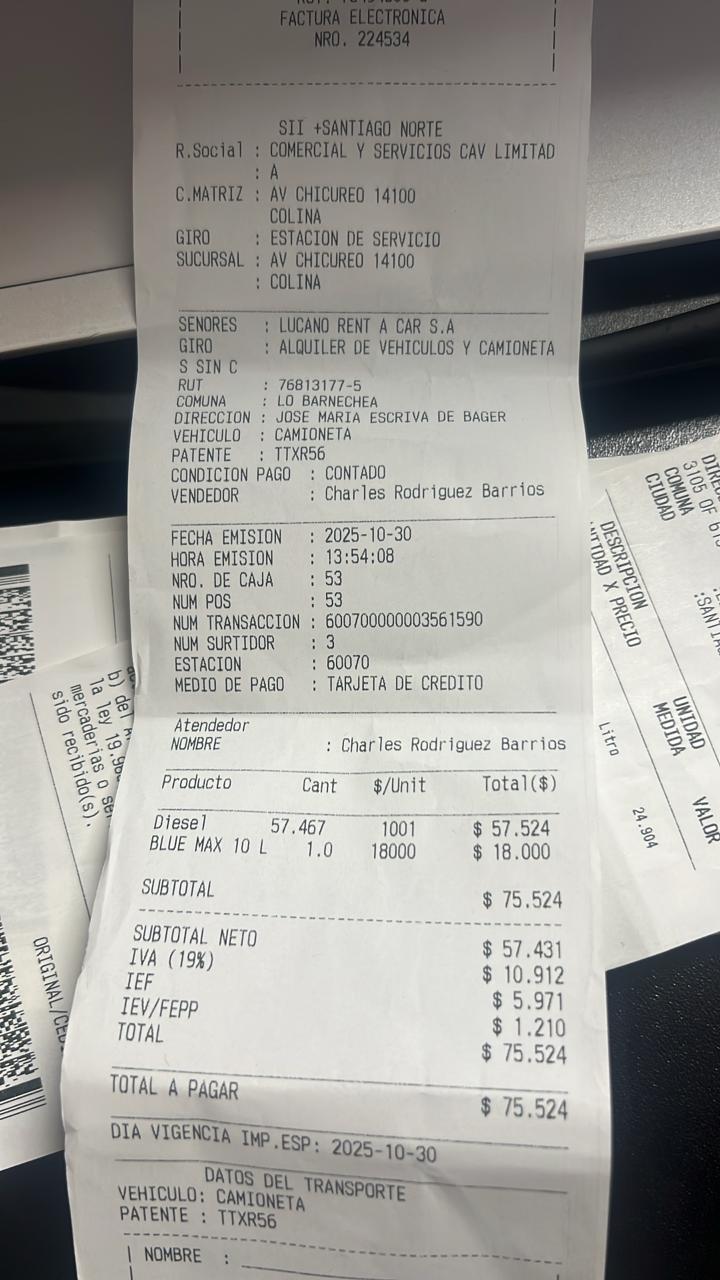 FACTURA ELECTRONICA
NRO. 224534
SII +SANTIAGO NORTE
R.Social : COMERCIAL Y SERVICIOS CAV LIMITAD
: A
C.MATRIZ : AV CHICUREO 14100
COLINA
GIRO : ESTACION DE SERVICIO
SUCURSAL : AV CHICUREO 14100
: COLINA
SENORES : LUCANO RENT A CAR S.A
GIRO : ALQUILER DE VEHICULOS Y CAMIONETA
S SIN C
RUT : 76813177-5
COMUNA : LO BARNECHEA
DIRECCION : JOSE MARIA ESCRIVA DE BAGER
VEHICULO : CAMIONETA
PATENTE : TTXR56
CONDICION PAGO : CONTADO
VENDEDOR : Charles Rodriguez Barrios
FECHA EMISION : 2025-10-30
HORA EMISION : 13:54:08
NRO. DE CAJA : 53
NUM POS : 53
NUM TRANSACCION : 600700000003561590
NUM SURTIDOR : 3
ESTACION : 60070
MEDIO DE PAGO : TARJETA DE CREDITO
Atendedor
NOMBRE : Charles Rodriguez Barrios
Producto Cant $/Unit Total($)
Diesel 57.467 1001 $ 57.524
BLUE MAX 10 L 1.0 18000 $ 18.000
SUBTOTAL $ 75.524
SUBTOTAL NETO $ 57.431
IVA (19%) $ 10.912
IEF $ 5.971
IEV/FEPP $ 1.210
TOTAL $ 75.524
TOTAL A PAGAR $ 75.524
DIA VIGENCIA IMP.ESP: 2025-10-30
DATOS DEL TRANSPORTE
VEHICULO: CAMIONETA
PATENTE : TTXR56
NOMBRE :
b) del
la ley
mercaderias o
sido recibido(s).
COMUNA
CIUDAD
DESCRIPCION
PRECIO
UNIDAD
MEDIDA
VALOR
Litro
24.904